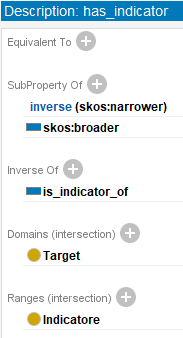 Description: has_indicator
Equivalent To
SubProperty Of
inverse (skos:narrower)
skos:broader
Inverse Of
is_indicator_of
Domains (intersection)
Target
Ranges (intersection)
Indicatore